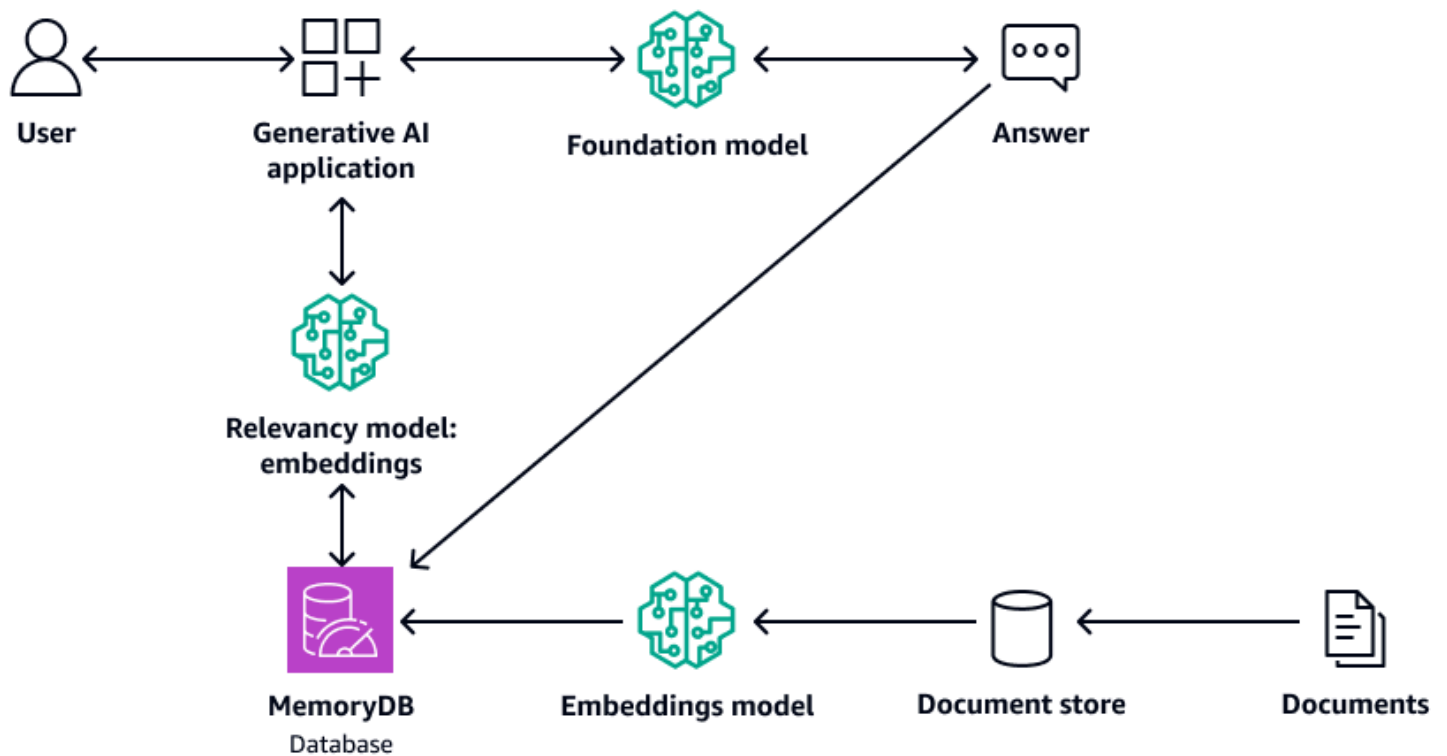 User
Generative AI
application
Foundation model
Answer
Relevancy model:
embeddings
MemoryDB
Database
Embeddings model
Document store
Documents